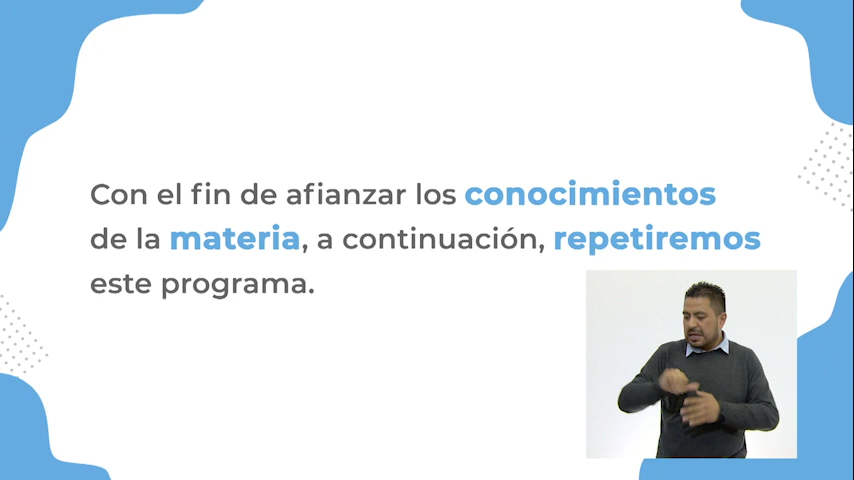 Con el fin de afianzar los conocimientos
de la materia, a continuación, repetiremos
este programa.